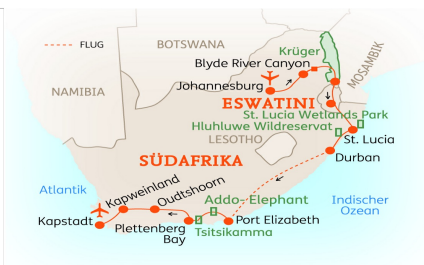 FLUG
BOTSWANA
Krüger
MOSAMBIK
Blyde River Canyon
NAMIBIA
Johannesburg
ESWATINI
St. Lucia Wetlands Park
Hluhluwe Wildreservat
LESOTHO
St. Lucia
SÜDAFRIKA
Durban
Atlantik
Kapweinland
Oudtshoorn
Addo- Elephant
Indischer
Ozean
Kapstadt
Plettenberg
Bay
Port Elizabeth
Tsitsikamma